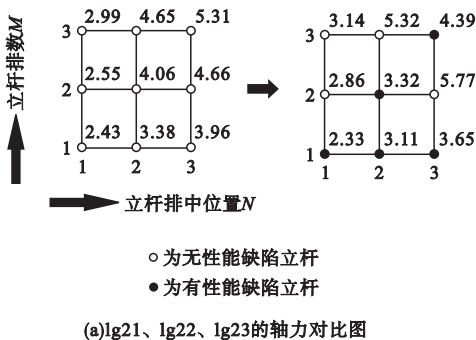 2.99 4.65 5.31
3
2.55 4.06 4.66
2
2.43 3.38 3.96
1
1 2 3
3.14 5.32 4.39
3
2.86 3.32 5.77
2
2.33 3.11 3.65
1
1 2 3
立杆排数M
立杆排中位置N
为无性能缺陷立杆
为有性能缺陷立杆
(a)lg21、lg22、lg23的轴力对比图